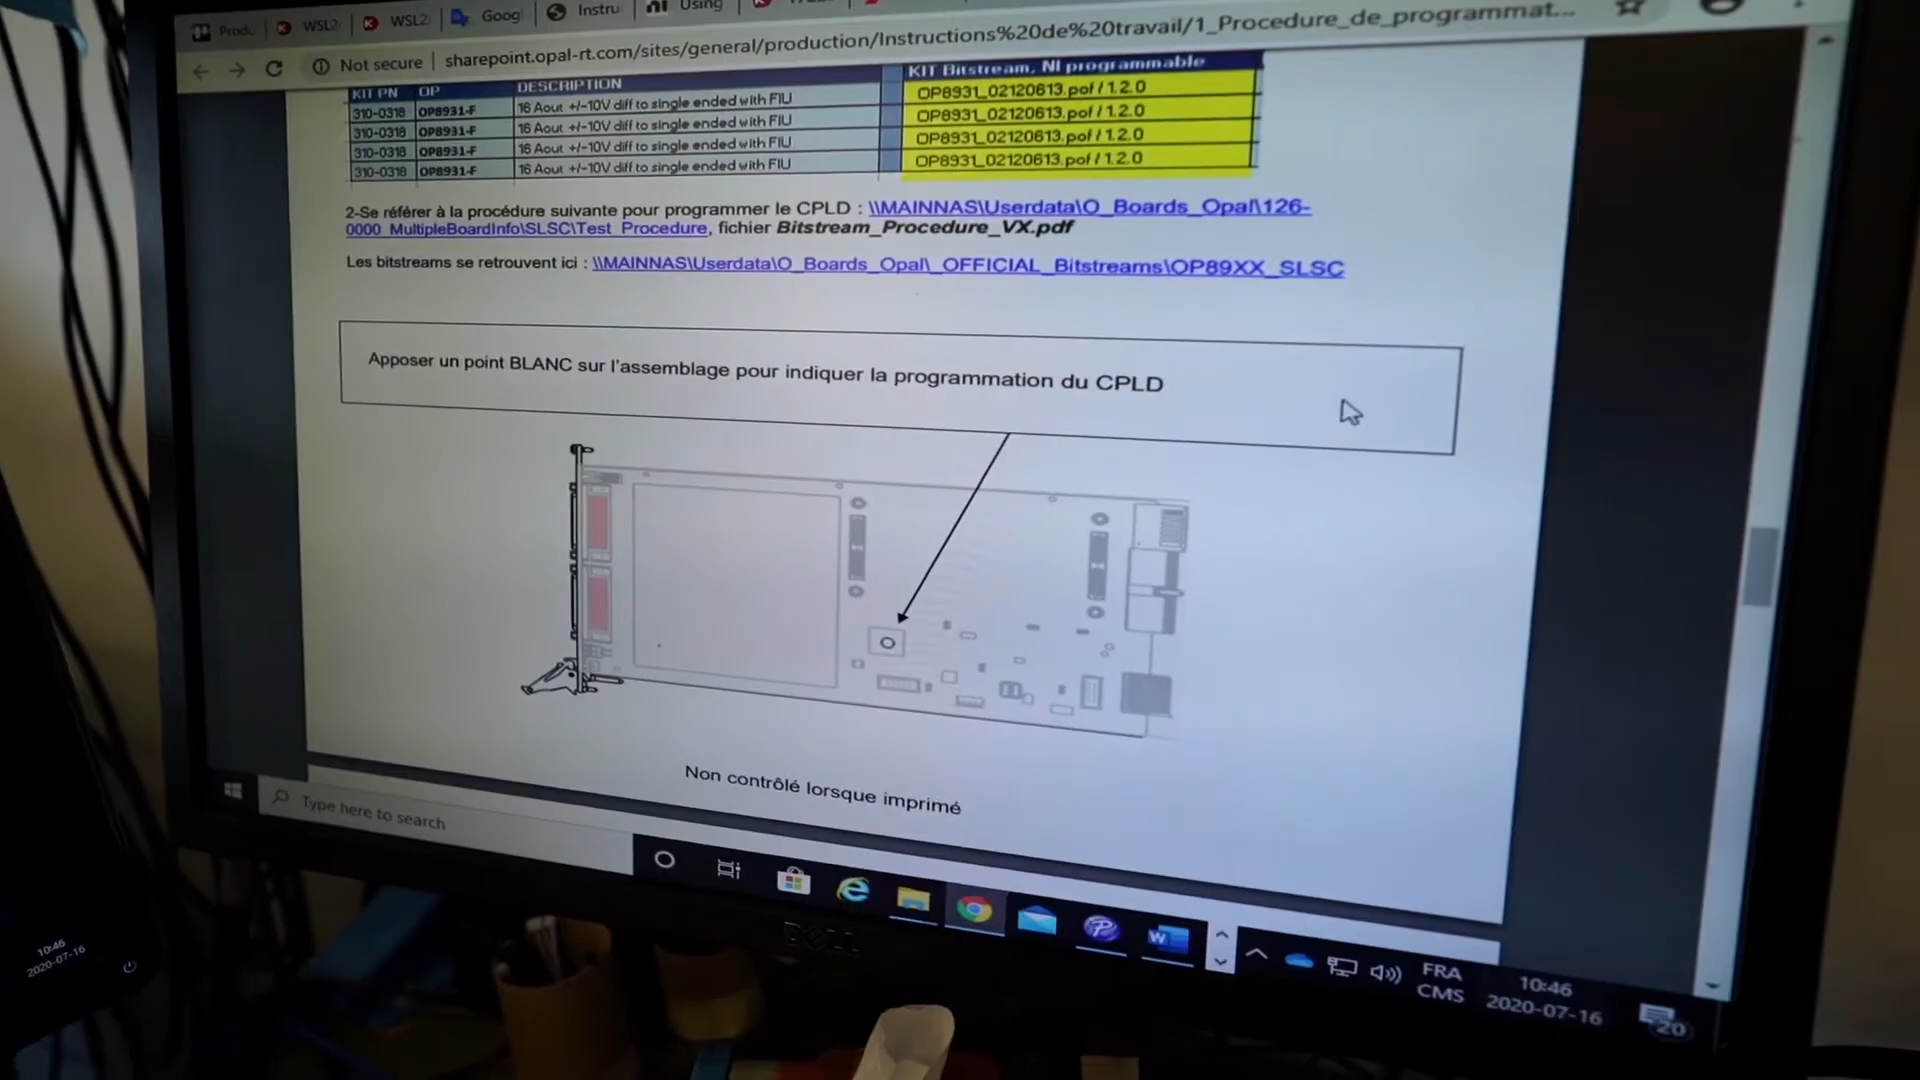 Produ
WSL2
WSL2
Goog
Instru
Using
Not secure
sharepoint.opal-rt.com/sites/general/production/Instructions%20de%20travail/1_Procedure_de_programmat...
KIT PN OP DESCRIPTION KIT Bitstream, NI programmable
310-0318 OP8931-F 16 Aout +/-10V diff to single ended with FIU OP8931_02120613.pof / 1.2.0
310-0318 OP8931-F 16 Aout +/-10V diff to single ended with FIU OP8931_02120613.pof / 1.2.0
310-0318 OP8931-F 16 Aout +/-10V diff to single ended with FIU OP8931_02120613.pof / 1.2.0
310-0318 OP8931-F 16 Aout +/-10V diff to single ended with FIU OP8931_02120613.pof / 1.2.0
2-Se référer à la procédure suivante pour programmer le CPLD : \\MAINNAS\Userdata\O_Boards_Opal\126-
0000_MultipleBoardInfo\SLSC\Test_Procedure, fichier Bitstream_Procedure_VX.pdf
Les bitstreams se retrouvent ici : \\MAINNAS\Userdata\O_Boards_Opal\_OFFICIAL_Bitstreams\OP89XX_SLSC
Apposer un point BLANC sur l'assemblage pour indiquer la programmation du CPLD
Non contrôlé lorsque imprimé
Type here to search
FRA
CMS
10:46
2020-07-16
20
DELL
10:46
2020-07-16